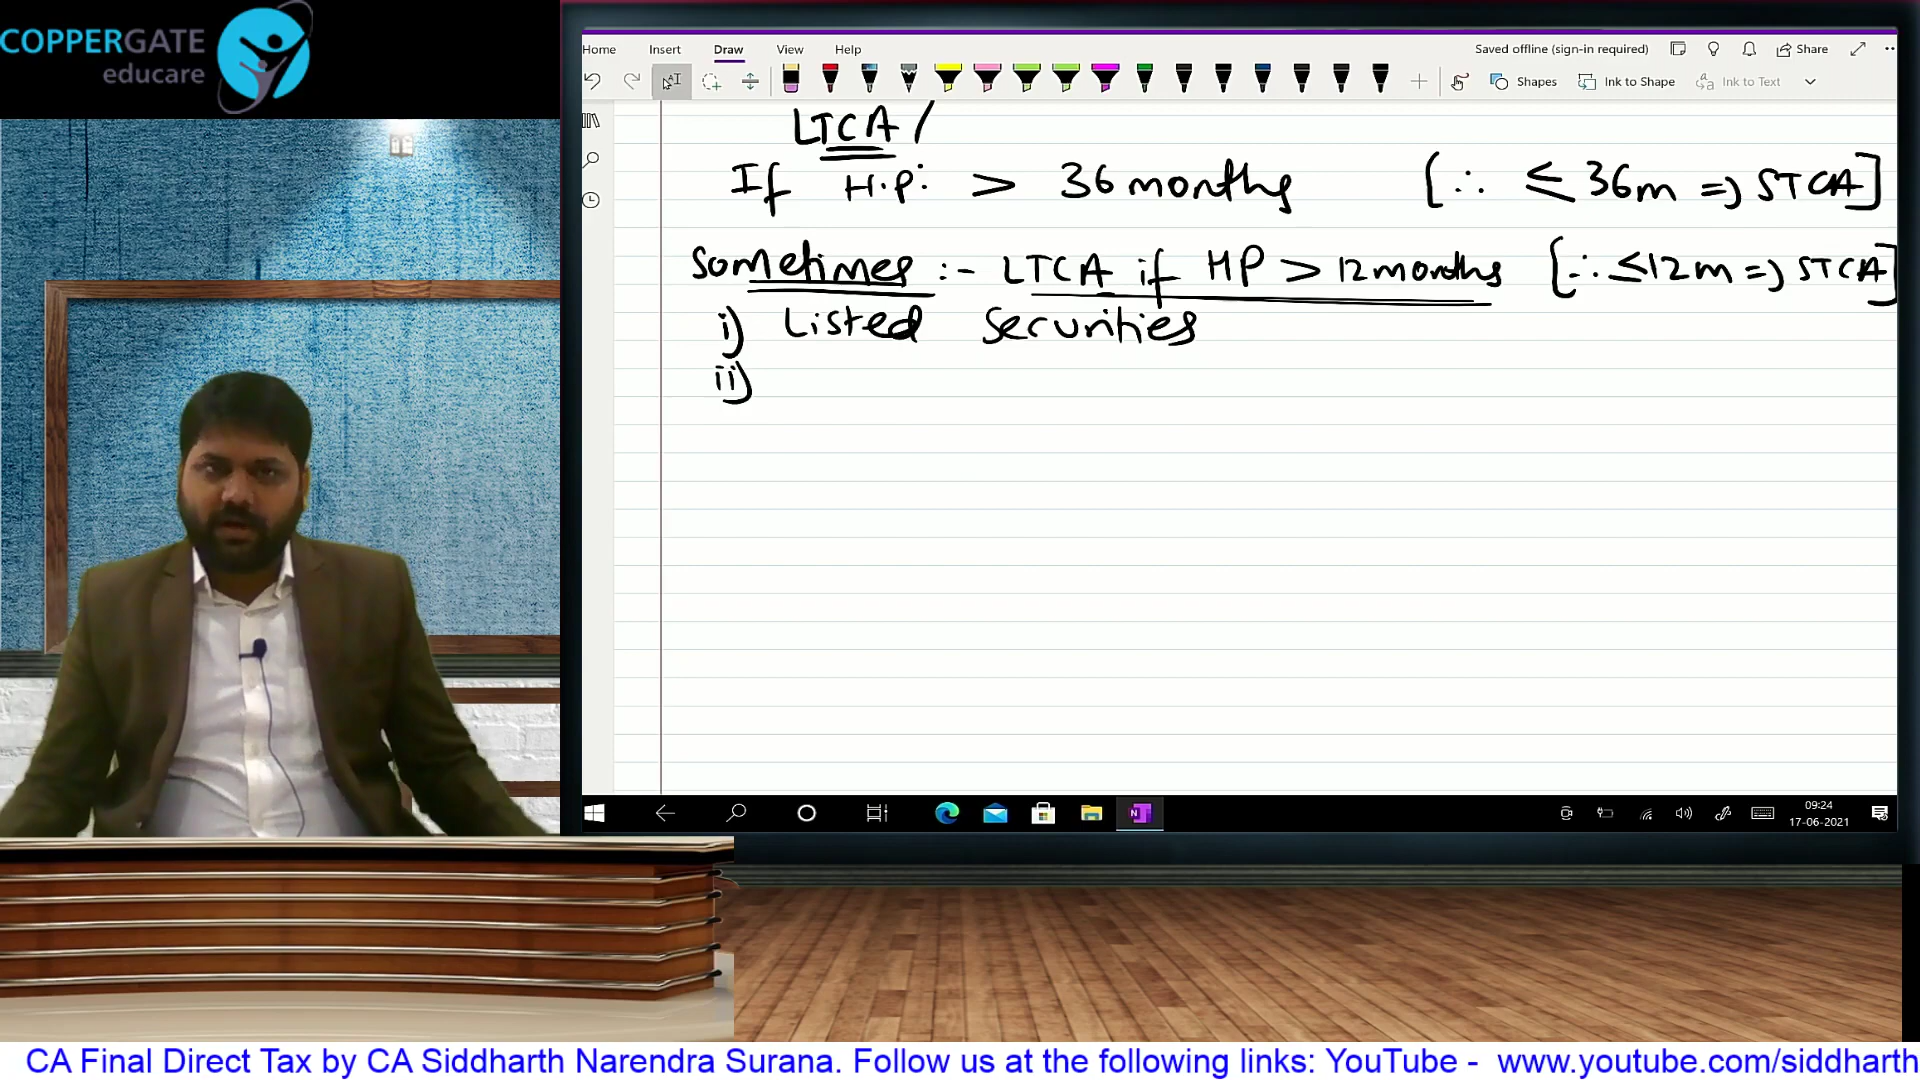 COPPERGATE
educare
Home Insert Draw View Help Saved offline (sign-in required) Share
Shapes Ink to Shape Ink to Text
LTCA /
If H.P. > 36 months [∴ ≤ 36m => STCA]
Sometimes :- LTCA if HP > 12 months [∴ ≤ 12m => STCA]
i) Listed Securities
ii)
09:24
17-06-2021
CA Final Direct Tax by CA Siddharth Narendra Surana. Follow us at the following links: YouTube - www.youtube.com/siddharth